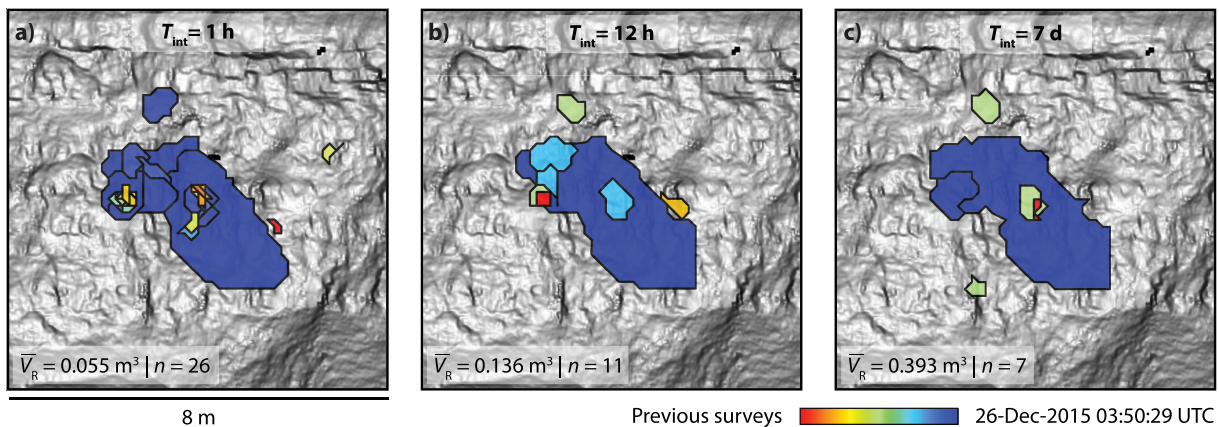 a) T_int = 1 h
b) T_int = 12 h
c) T_int = 7 d
V̅_R = 0.055 m³ | n = 26
V̅_R = 0.136 m³ | n = 11
V̅_R = 0.393 m³ | n = 7
8 m
Previous surveys 26-Dec-2015 03:50:29 UTC